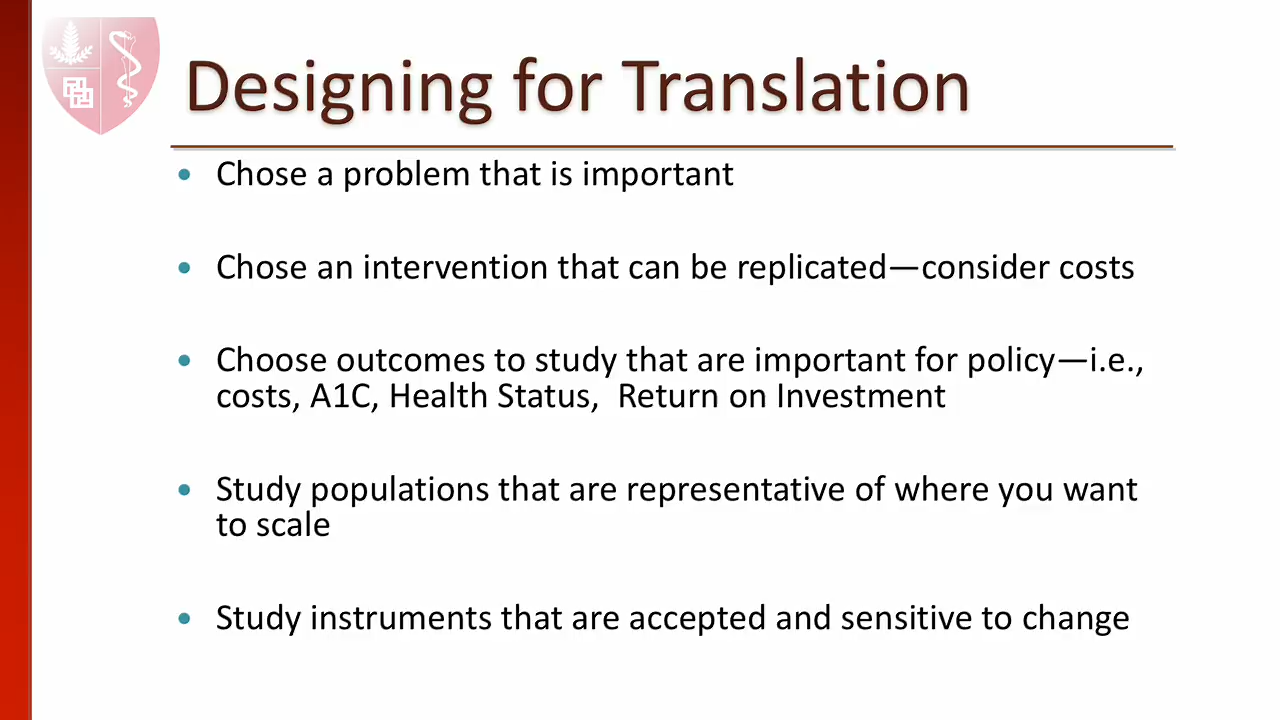 Designing for Translation
• Chose a problem that is important
• Chose an intervention that can be replicated—consider costs
• Choose outcomes to study that are important for policy—i.e.,
costs, A1C, Health Status,  Return on Investment
• Study populations that are representative of where you want
to scale
• Study instruments that are accepted and sensitive to change